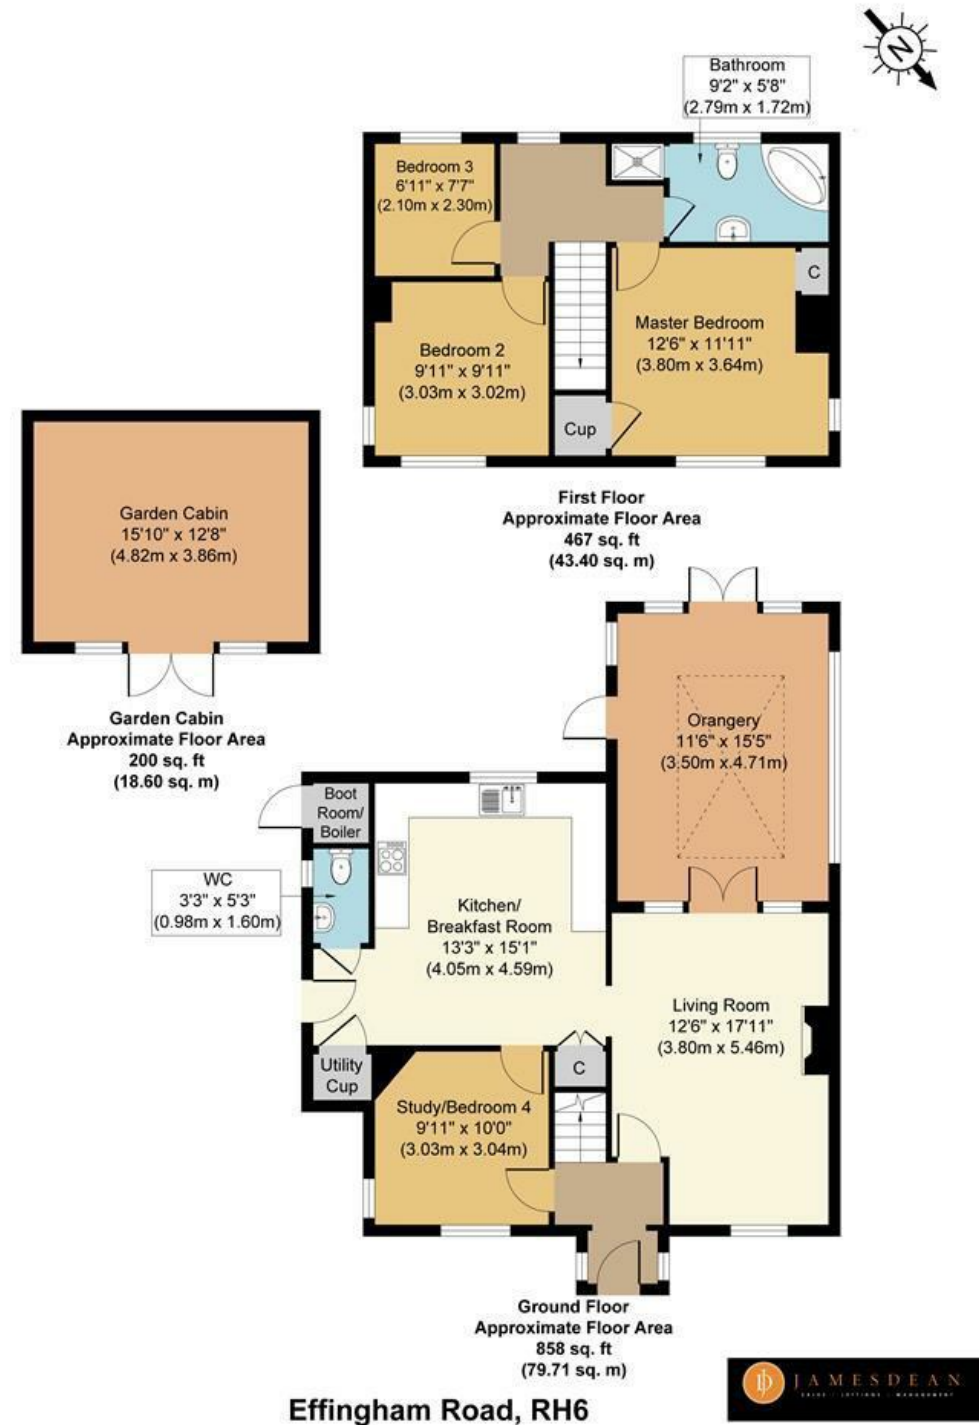 N
Bathroom
9'2" x 5'8"
(2.79m x 1.72m)
Bedroom 3
6'11" x 7'7"
(2.10m x 2.30m)
C
Master Bedroom
12'6" x 11'11"
(3.80m x 3.64m)
Bedroom 2
9'11" x 9'11"
(3.03m x 3.02m)
Cup
First Floor
Approximate Floor Area
467 sq. ft
(43.40 sq. m)
Garden Cabin
15'10" x 12'8"
(4.82m x 3.86m)
Garden Cabin
Approximate Floor Area
200 sq. ft
(18.60 sq. m)
Orangery
11'6" x 15'5"
(3.50m x 4.71m)
Boot
Room/
Boiler
WC
3'3" x 5'3"
(0.98m x 1.60m)
Kitchen/
Breakfast Room
13'3" x 15'1"
(4.05m x 4.59m)
Living Room
12'6" x 17'11"
(3.80m x 5.46m)
Utility
Cup
C
Study/Bedroom 4
9'11" x 10'0"
(3.03m x 3.04m)
Ground Floor
Approximate Floor Area
858 sq. ft
(79.71 sq. m)
Effingham Road, RH6
JAMESDEAN
SALES | LETTINGS | MANAGEMENT